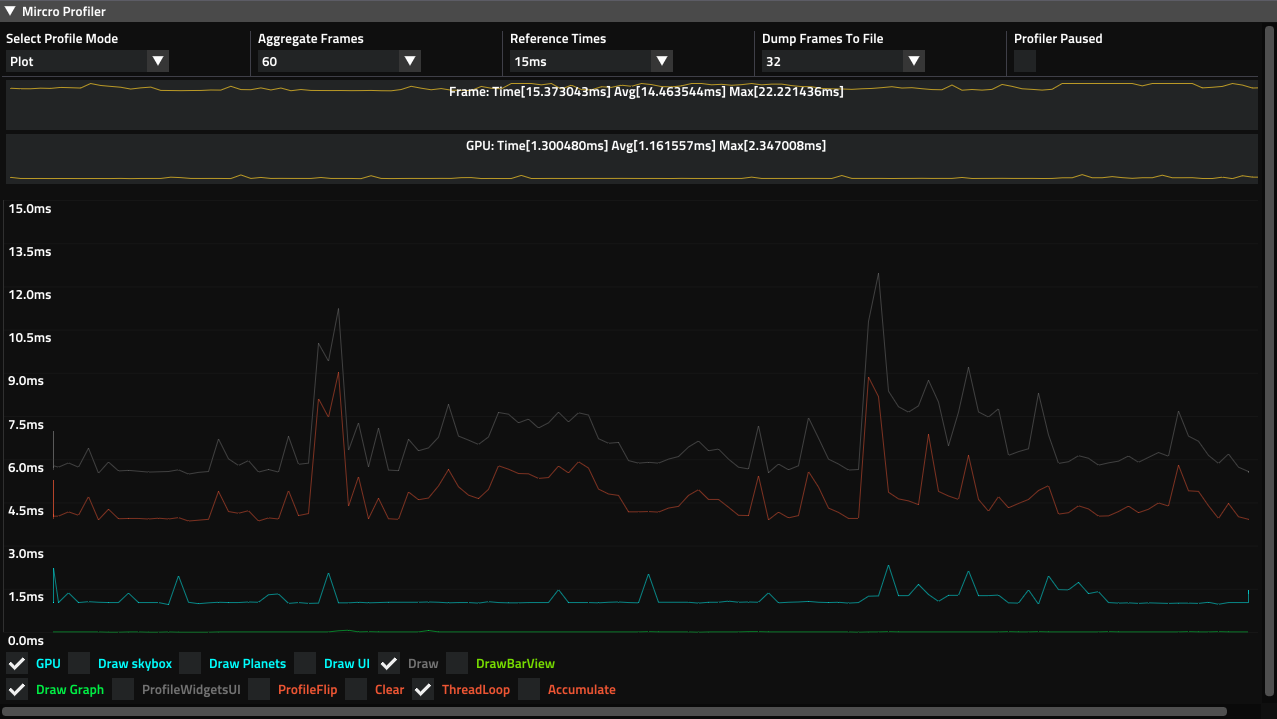 Mircro Profiler
Select Profile Mode Aggregate Frames Reference Times Dump Frames To File Profiler Paused
Plot 60 15ms 32
Frame: Time[15.373043ms] Avg[14.463544ms] Max[22.221436ms]
GPU: Time[1.300480ms] Avg[1.161557ms] Max[2.347008ms]
15.0ms
13.5ms
12.0ms
10.5ms
9.0ms
7.5ms
6.0ms
4.5ms
3.0ms
1.5ms
0.0ms
GPU Draw skybox Draw Planets Draw UI Draw DrawBarView
Draw Graph ProfileWidgetsUI ProfileFlip Clear ThreadLoop Accumulate